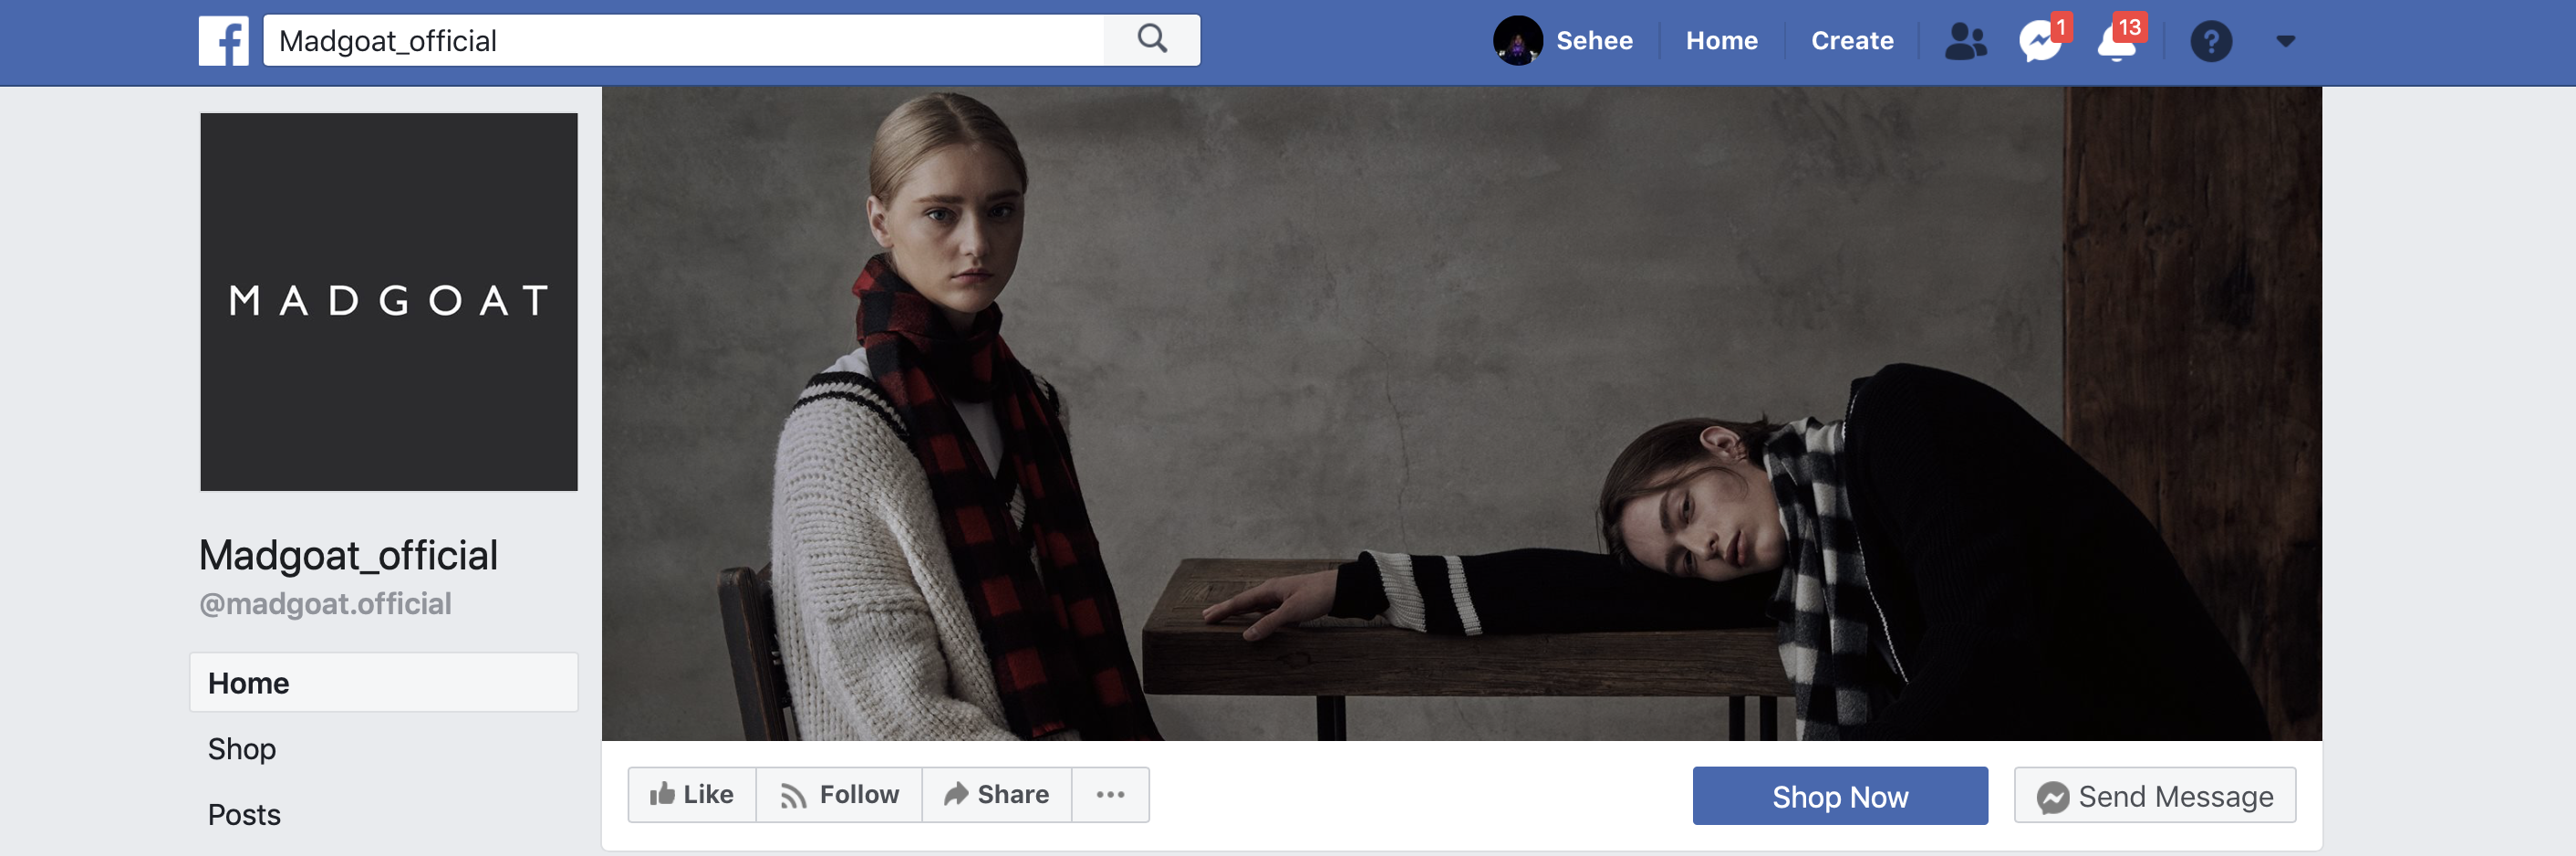 Madgoat_official
Sehee
Home
Create
1
13
?
MADGOAT
Madgoat_official
@madgoat.official
Home
Shop
Posts
Like
Follow
Share
Shop Now
Send Message